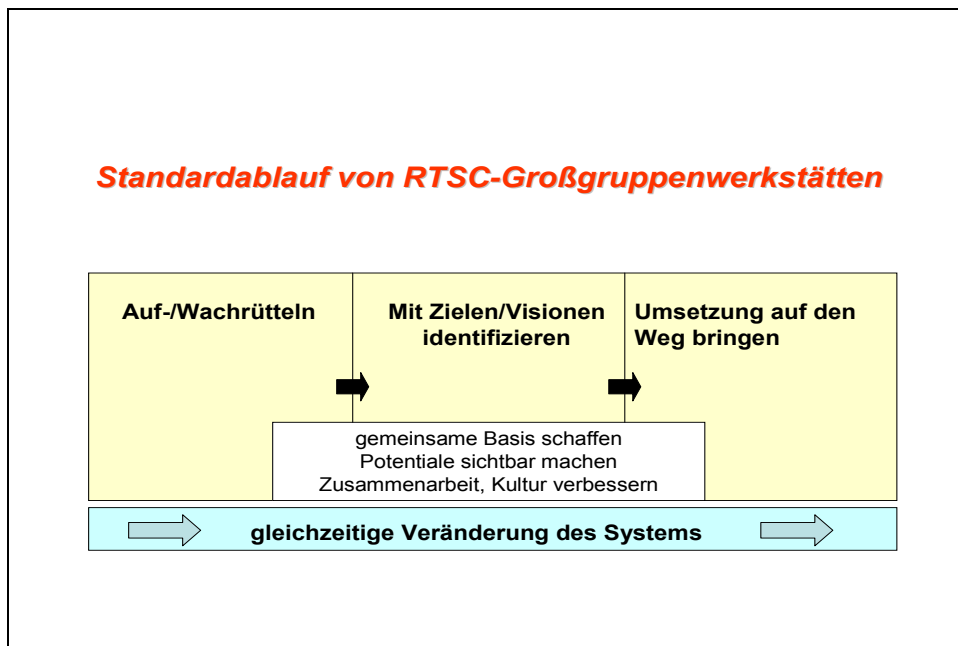 Standardablauf von RTSC-Großgruppenwerkstätten
Auf-/Wachrütteln
Mit Zielen/Visionen
identifizieren
Umsetzung auf den
Weg bringen
gemeinsame Basis schaffen
Potentiale sichtbar machen
Zusammenarbeit, Kultur verbessern
gleichzeitige Veränderung des Systems